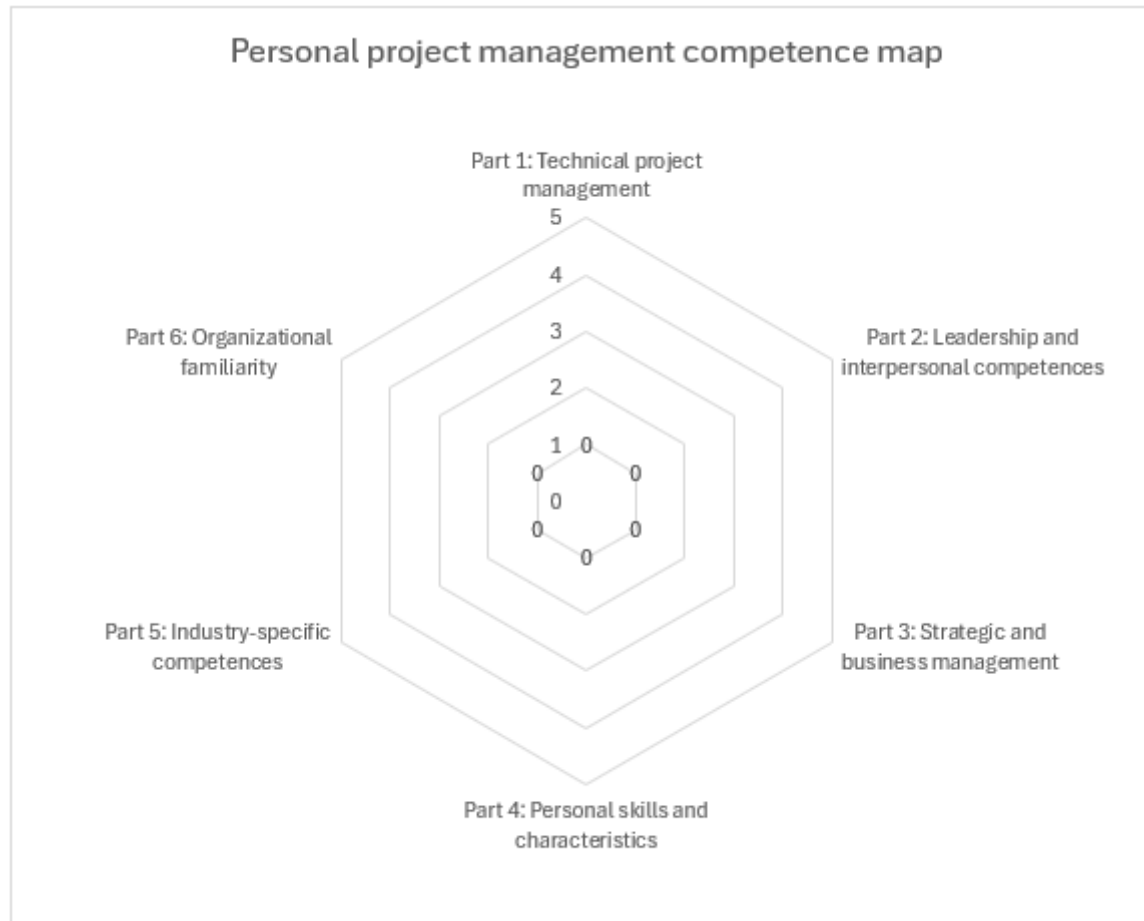 Personal project management competence map
Part 1: Technical project
management
5
4
Part 6: Organizational
familiarity
3
Part 2: Leadership and
interpersonal competences
2
1 0
0 0
0
0 0
0
Part 5: Industry-specific
competences
Part 3: Strategic and
business management
Part 4: Personal skills and
characteristics